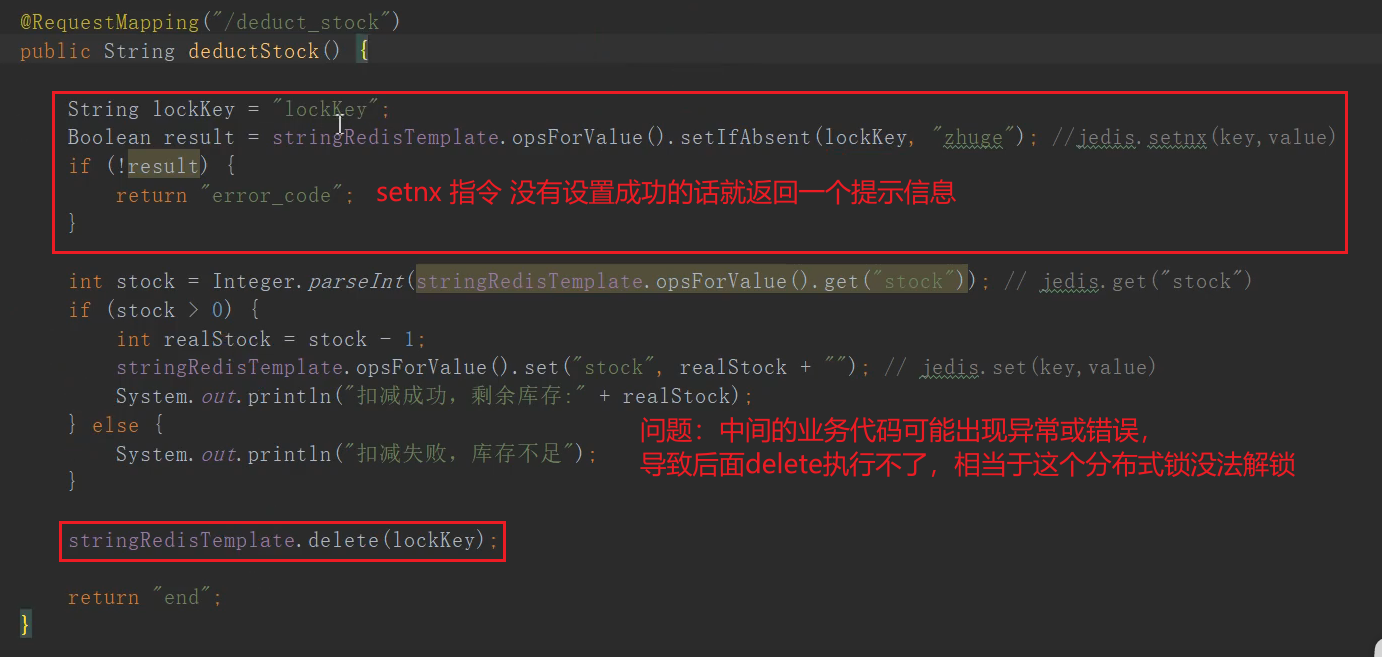 @RequestMapping("/deduct_stock")
public String deductStock() {
String lockKey = "lockKey";
Boolean result = stringRedisTemplate.opsForValue().setIfAbsent(lockKey, "zhuge"); //jedis.setnx(key,value)
if (!result) {
return "error_code"; setnx 指令 没有设置成功的话就返回一个提示信息
}
int stock = Integer.parseInt(stringRedisTemplate.opsForValue().get("stock")); // jedis.get("stock")
if (stock > 0) {
int realStock = stock - 1;
stringRedisTemplate.opsForValue().set("stock", realStock + ""); // jedis.set(key,value)
System.out.println("扣减成功，剩余库存:" + realStock);
} else {
System.out.println("扣减失败，库存不足");
}
问题：中间的业务代码可能出现异常或错误，
导致后面delete执行不了，相当于这个分布式锁没法解锁
stringRedisTemplate.delete(lockKey);
return "end";
}